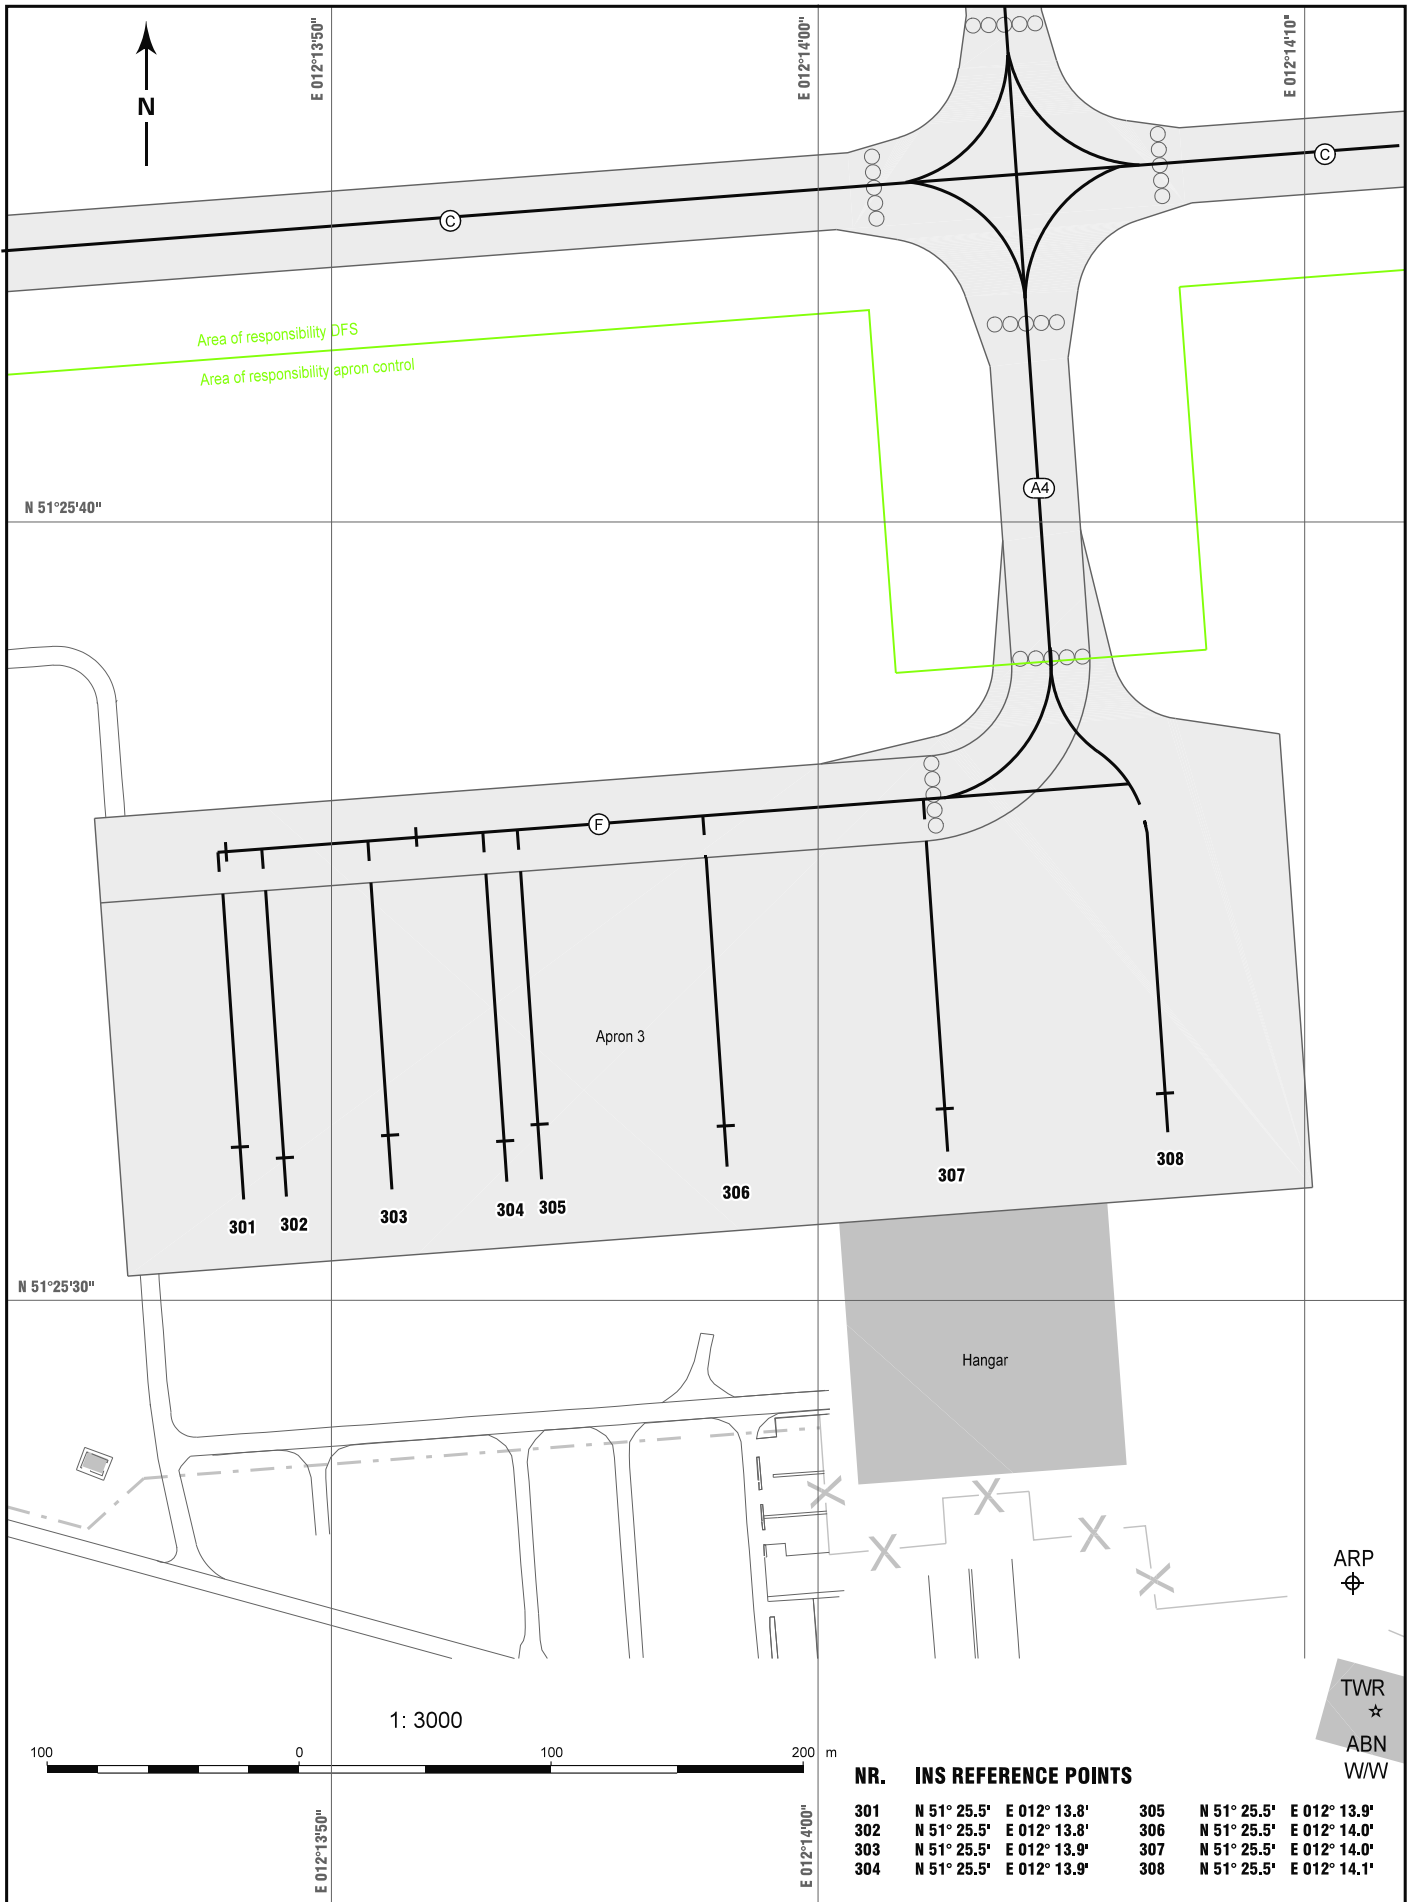 E 012°13'50"
E 012°14'00"
E 012°14'10"
N
C
C
Area of responsibility DFS
Area of responsibility apron control
A4
N 51°25'40"
F
Apron 3
301
302
303
304
305
306
307
308
N 51°25'30"
Hangar
ARP
TWR
ABN
W/W
1: 3000
100 0 100 200 m
E 012°13'50"
E 012°14'00"
NR. INS REFERENCE POINTS
301 N 51° 25.5' E 012° 13.8' 305 N 51° 25.5' E 012° 13.9'
302 N 51° 25.5' E 012° 13.8' 306 N 51° 25.5' E 012° 14.0'
303 N 51° 25.5' E 012° 13.9' 307 N 51° 25.5' E 012° 14.0'
304 N 51° 25.5' E 012° 13.9' 308 N 51° 25.5' E 012° 14.1'